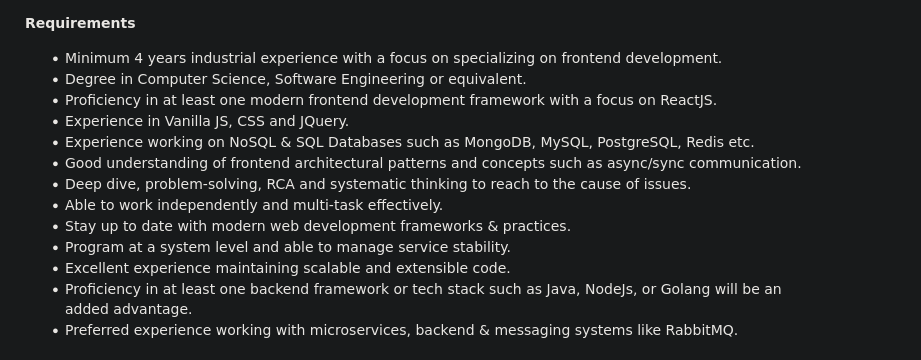 Requirements
• Minimum 4 years industrial experience with a focus on specializing on frontend development.
• Degree in Computer Science, Software Engineering or equivalent.
• Proficiency in at least one modern frontend development framework with a focus on ReactJS.
• Experience in Vanilla JS, CSS and JQuery.
• Experience working on NoSQL & SQL Databases such as MongoDB, MySQL, PostgreSQL, Redis etc.
• Good understanding of frontend architectural patterns and concepts such as async/sync communication.
• Deep dive, problem-solving, RCA and systematic thinking to reach to the cause of issues.
• Able to work independently and multi-task effectively.
• Stay up to date with modern web development frameworks & practices.
• Program at a system level and able to manage service stability.
• Excellent experience maintaining scalable and extensible code.
• Proficiency in at least one backend framework or tech stack such as Java, NodeJs, or Golang will be an
added advantage.
• Preferred experience working with microservices, backend & messaging systems like RabbitMQ.